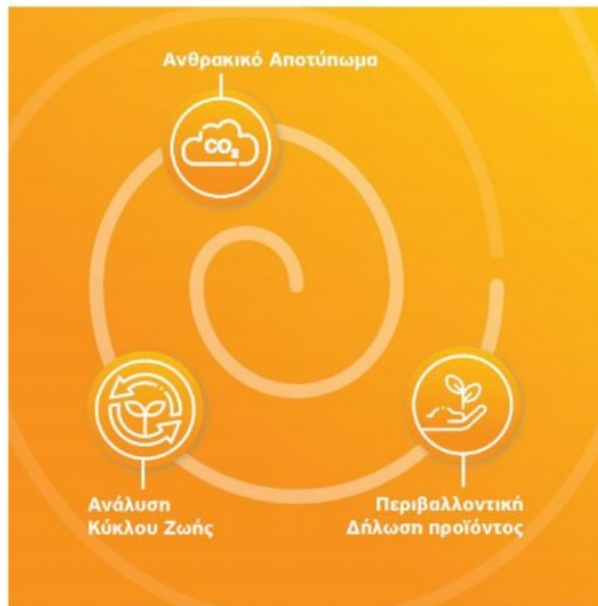 Ανθρακικό Αποτύπωμα
CO₂
Ανάλυση
Κύκλου Ζωής
Περιβαλλοντική
Δήλωση προϊόντος